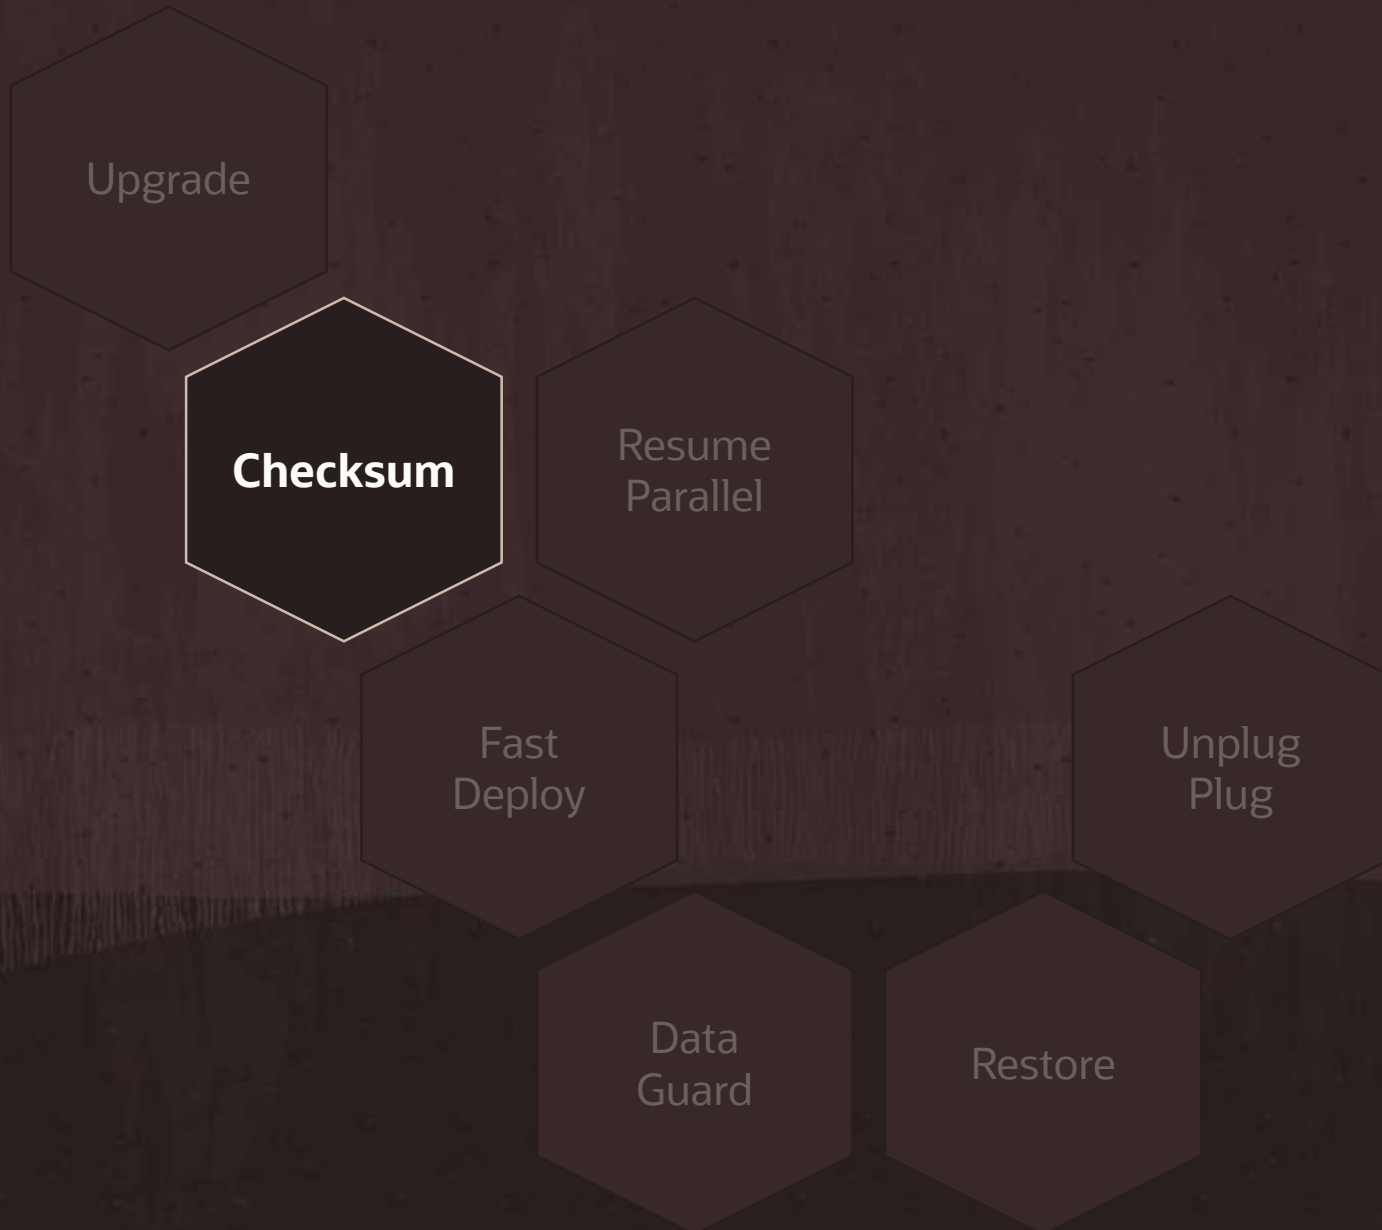 Upgrade
Checksum
Resume
Parallel
Fast
Deploy
Unplug
Plug
Data
Guard
Restore